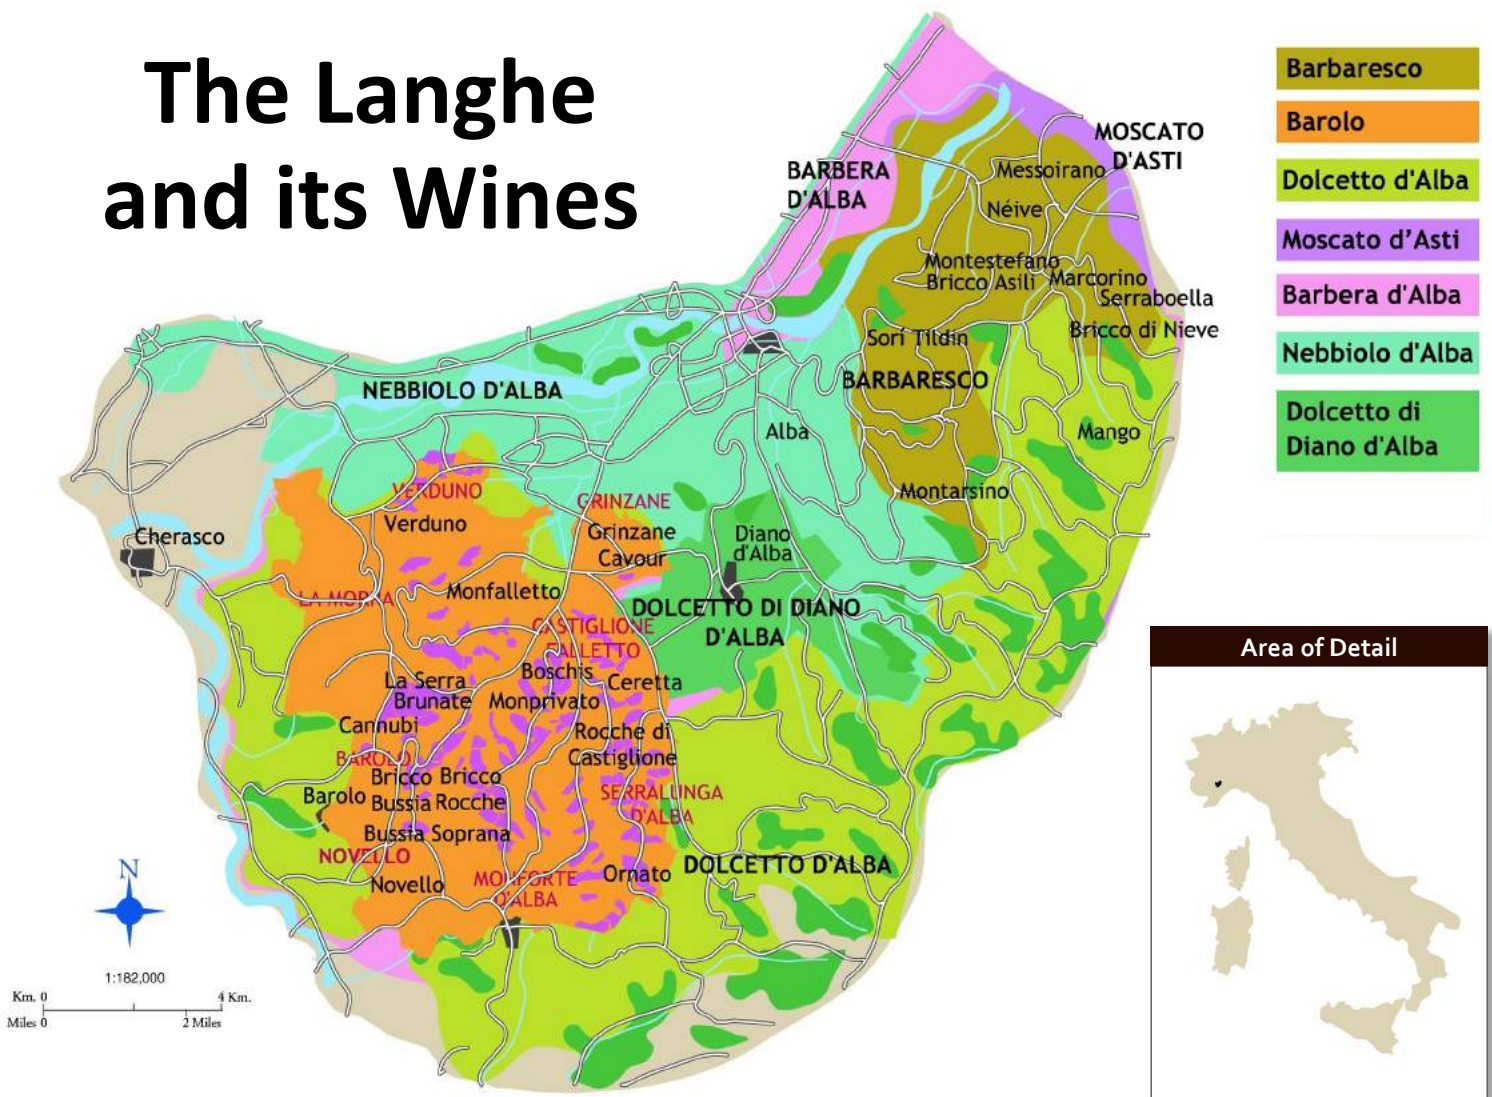 The Langhe
and its Wines
Barbaresco
Barolo
Dolcetto d'Alba
Moscato d'Asti
Barbera d'Alba
Nebbiolo d'Alba
Dolcetto di
Diano d'Alba
MOSCATO
D'ASTI
BARBERA
D'ALBA
Messoirano
Néive
Montestefano
Bricco Asili
Marcorino
Serraboella
Bricco di Nieve
Sorí Tildin
BARBARESCO
NEBBIOLO D'ALBA
Alba
Mango
Montarsino
VERDUNO
Verduno
GRINZANE
Grinzane
Cavour
Diano
d'Alba
Cherasco
LA MORRA
Monfalletto
DOLCETTO DI DIANO
D'ALBA
CASTIGLIONE
FALLETTO
Boschis
Ceretta
La Serra
Brunate
Monprivato
Cannubi
Rocche di
Castiglione
BAROLO
Bricco
Bussia
Bricco
Rocche
Barolo
SERRALUNGA
D'ALBA
Bussia Soprana
NOVELLO
Novello
MONFORTE
D'ALBA
Ornato
DOLCETTO D'ALBA
N
1:182,000
Km. 0
4 Km.
Miles 0
2 Miles
Area of Detail